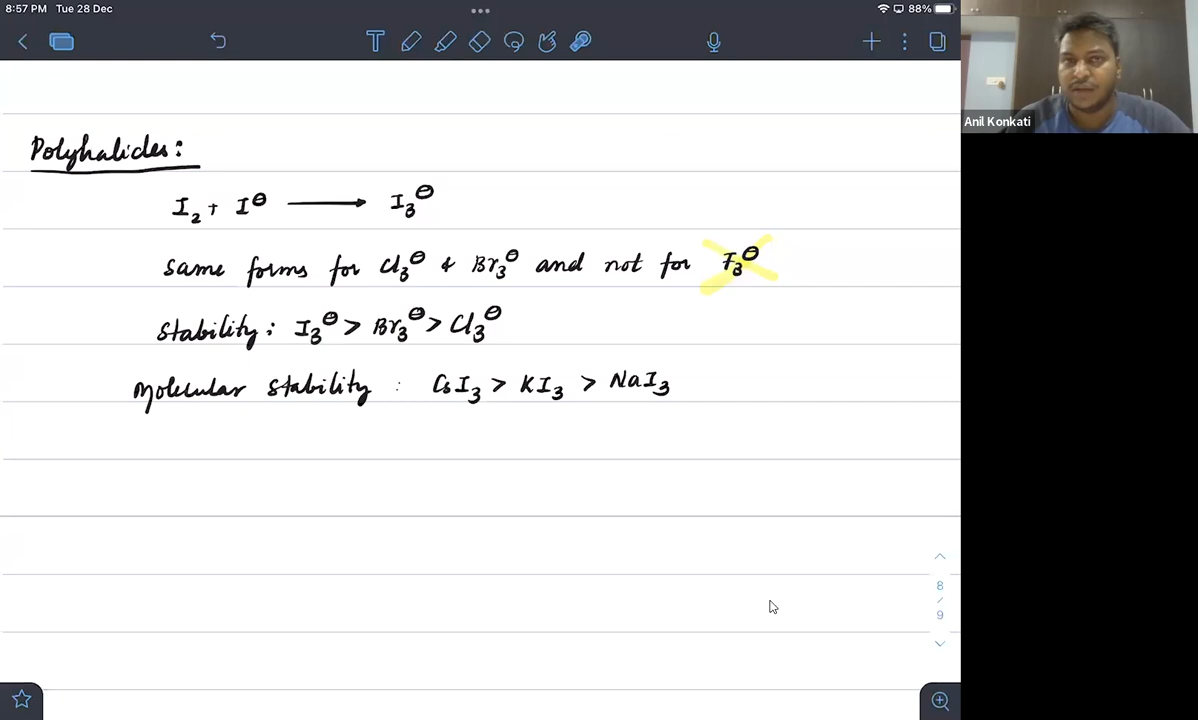 8:57 PM Tue 28 Dec
88%
Anil Konkati
Polyhalides:
I₂ + I⊖ ⟶ I₃⊖
same forms for Cl₃⊖ & Br₃⊖ and not for F₃⊖
Stability: I₃⊖ > Br₃⊖ > Cl₃⊖
Molecular stability : CsI₃ > KI₃ > NaI₃
8
/
9